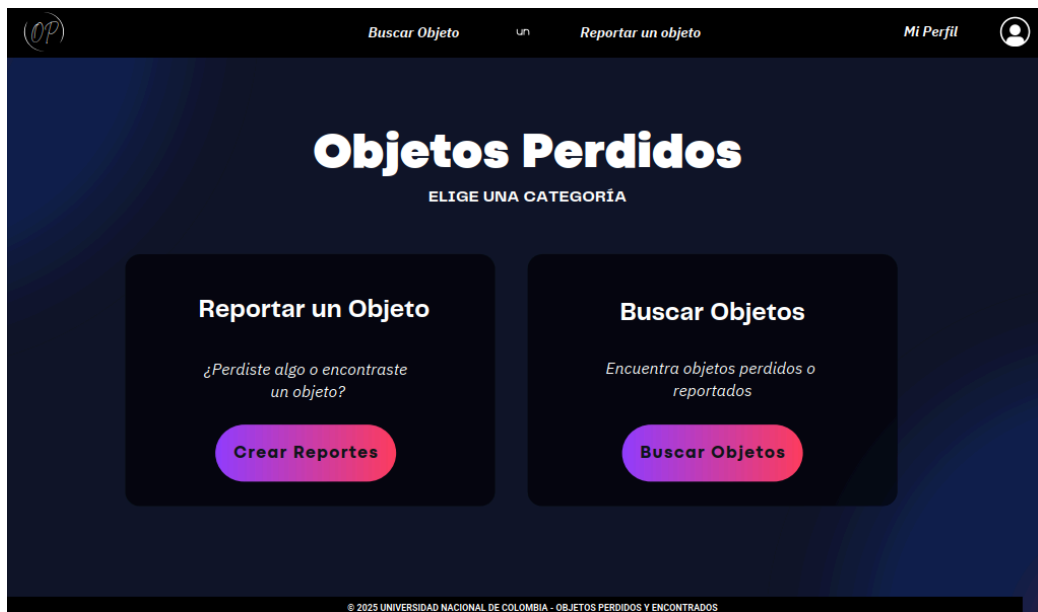 OP
Buscar Objeto un Reportar un objeto Mi Perfil
Objetos Perdidos
ELIGE UNA CATEGORÍA
Reportar un Objeto
¿Perdiste algo o encontraste
un objeto?
Crear Reportes
Buscar Objetos
Encuentra objetos perdidos o
reportados
Buscar Objetos
© 2025 UNIVERSIDAD NACIONAL DE COLOMBIA - OBJETOS PERDIDOS Y ENCONTRADOS